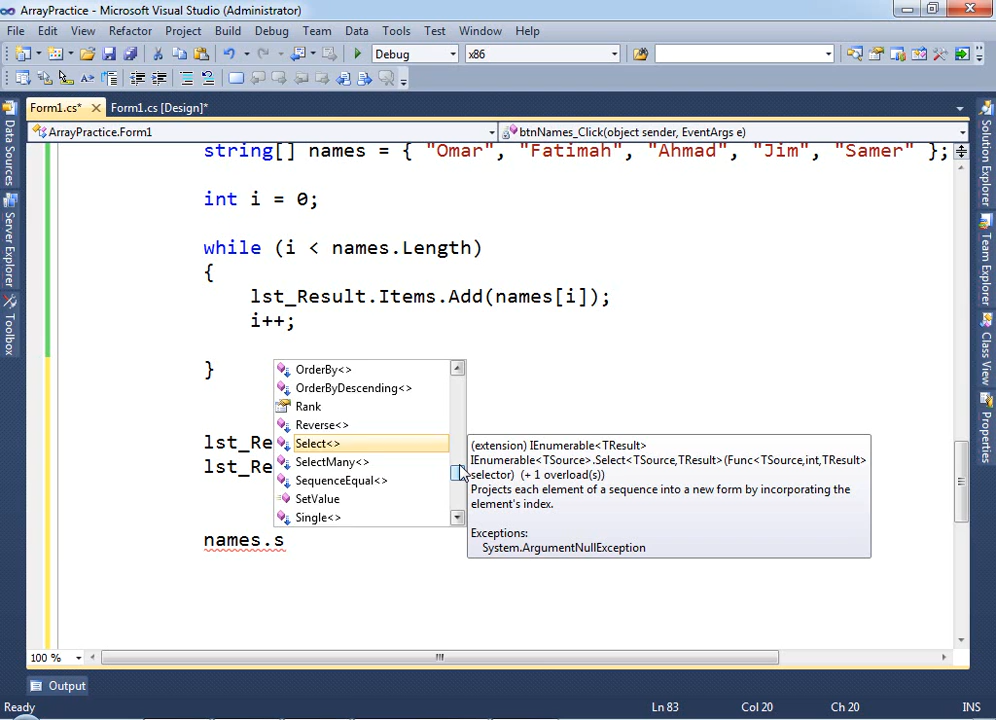 ArrayPractice - Microsoft Visual Studio (Administrator)
File Edit View Refactor Project Build Debug Team Data Tools Test Window Help
Debug x86
Form1.cs* Form1.cs [Design]*
ArrayPractice.Form1 btnNames_Click(object sender, EventArgs e)
string[] names = { "Omar", "Fatimah", "Ahmad", "Jim", "Samer" };
int i = 0;
while (i < names.Length)
{
lst_Result.Items.Add(names[i]);
i++;
}
lst_Re
lst_Re
names.s
OrderBy<>
OrderByDescending<>
Rank
Reverse<>
Select<>
SelectMany<>
SequenceEqual<>
SetValue
Single<>
(extension) IEnumerable<TResult>
IEnumerable<TSource>.Select<TSource,TResult>(Func<TSource,int,TResult>
selector) (+ 1 overload(s))
Projects each element of a sequence into a new form by incorporating the
element's index.
Exceptions:
System.ArgumentNullException
Data Sources
Server Explorer
Toolbox
Solution Explorer
Team Explorer
Class View
Properties
100 %
Output
Ready Ln 83 Col 20 Ch 20 INS